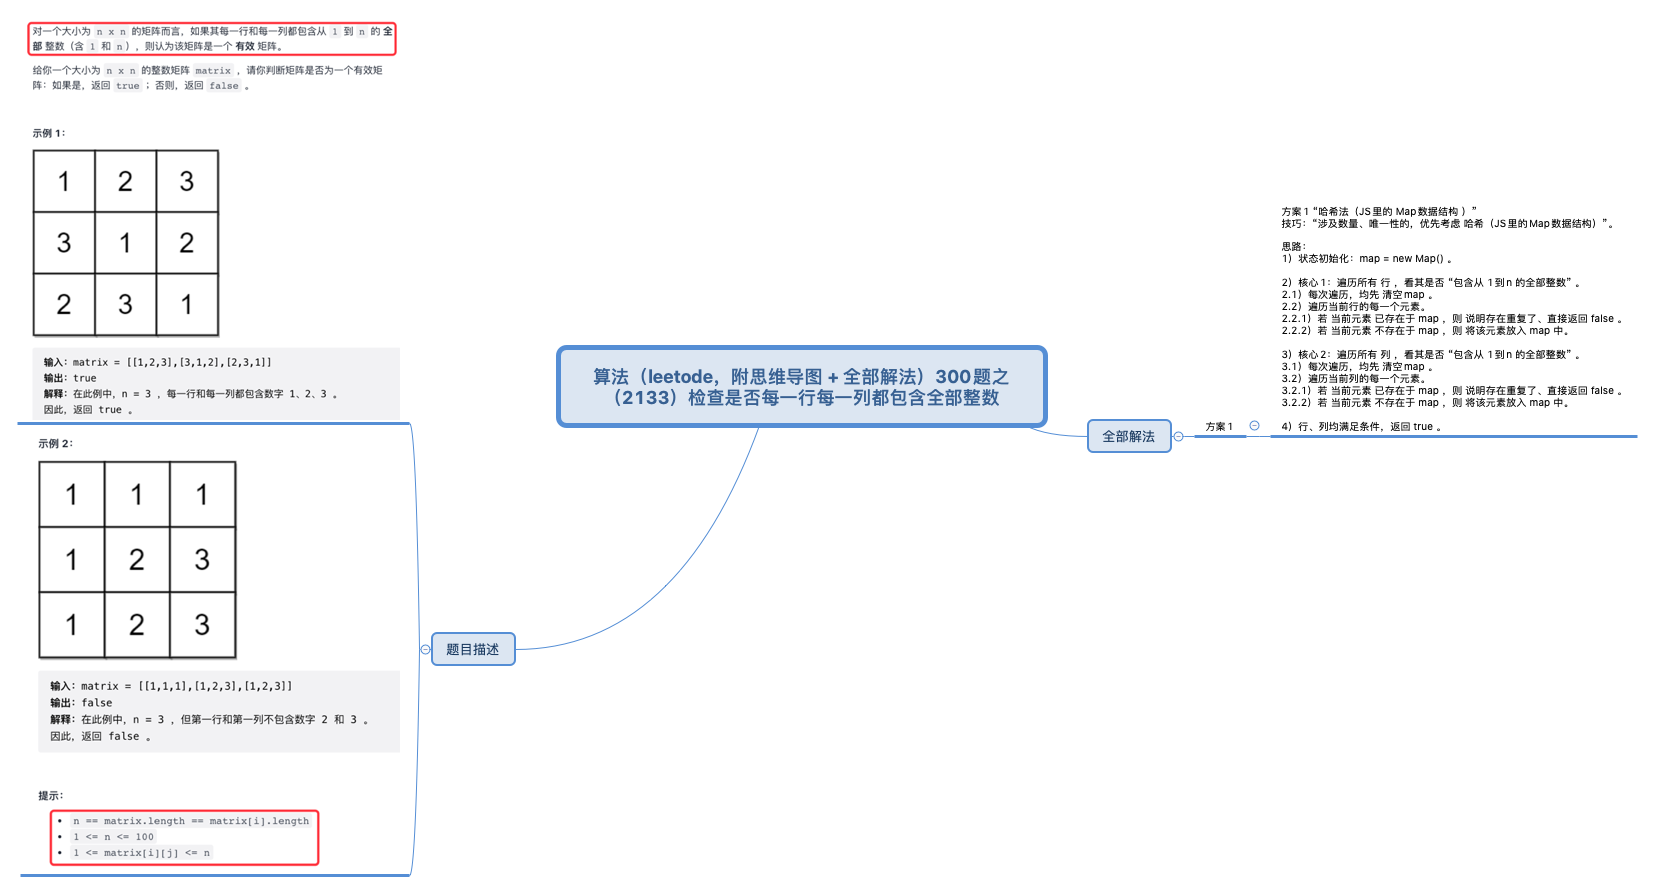 对一个大小为 n x n 的矩阵而言，如果其每一行和每一列都包含从 1 到 n 的 全
部 整数（含 1 和 n ），则认为该矩阵是一个 有效 矩阵。
给你一个大小为 n x n 的整数矩阵 matrix ，请你判断矩阵是否为一个有效矩
阵：如果是，返回 true ；否则，返回 false 。
示例 1：
1 2 3
3 1 2
2 3 1
输入：matrix = [[1,2,3],[3,1,2],[2,3,1]]
输出：true
解释：在此例中，n = 3 ，每一行和每一列都包含数字 1、2、3 。
因此，返回 true 。
示例 2：
1 1 1
1 2 3
1 2 3
输入：matrix = [[1,1,1],[1,2,3],[1,2,3]]
输出：false
解释：在此例中，n = 3 ，但第一行和第一列不包含数字 2 和 3 。
因此，返回 false 。
提示：
• n == matrix.length == matrix[i].length
• 1 <= n <= 100
• 1 <= matrix[i][j] <= n
题目描述
算法（leetode，附思维导图 + 全部解法）300题之
（2133）检查是否每一行每一列都包含全部整数
全部解法
方案 1
方案 1 “哈希法（JS里的 Map数据结构 ）”
技巧：“涉及数量、唯一性的，优先考虑 哈希（JS里的Map数据结构）”。
思路：
1）状态初始化：map = new Map() 。
2）核心 1：遍历所有 行 ，看其是否 “包含从 1到n 的全部整数” 。
2.1）每次遍历，均先 清空map 。
2.2）遍历当前行的每一个元素。
2.2.1）若 当前元素 已存在于 map ，则 说明存在重复了、直接返回 false 。
2.2.2）若 当前元素 不存在于 map ，则 将该元素放入 map 中。
3）核心 2：遍历所有 列 ，看其是否 “包含从 1到n 的全部整数” 。
3.1）每次遍历，均先 清空map 。
3.2）遍历当前列的每一个元素。
3.2.1）若 当前元素 已存在于 map ，则 说明存在重复了、直接返回 false 。
3.2.2）若 当前元素 不存在于 map ，则 将该元素放入 map 中。
4）行、列均满足条件，返回 true 。